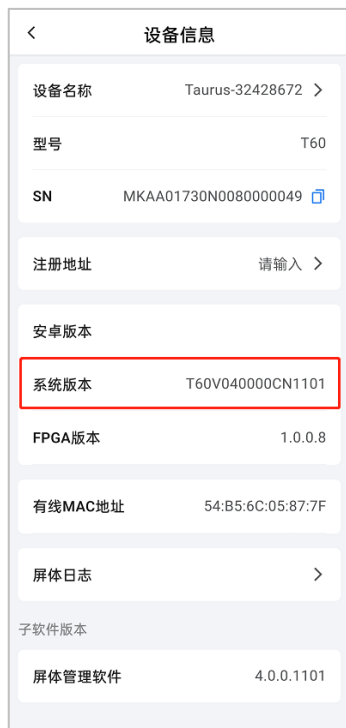 设备信息
设备名称 Taurus-32428672
型号 T60
SN MKAA01730N0080000049
注册地址 请输入
安卓版本
系统版本 T60V040000CN1101
FPGA版本 1.0.0.8
有线MAC地址 54:B5:6C:05:87:7F
屏体日志
子软件版本
屏体管理软件 4.0.0.1101